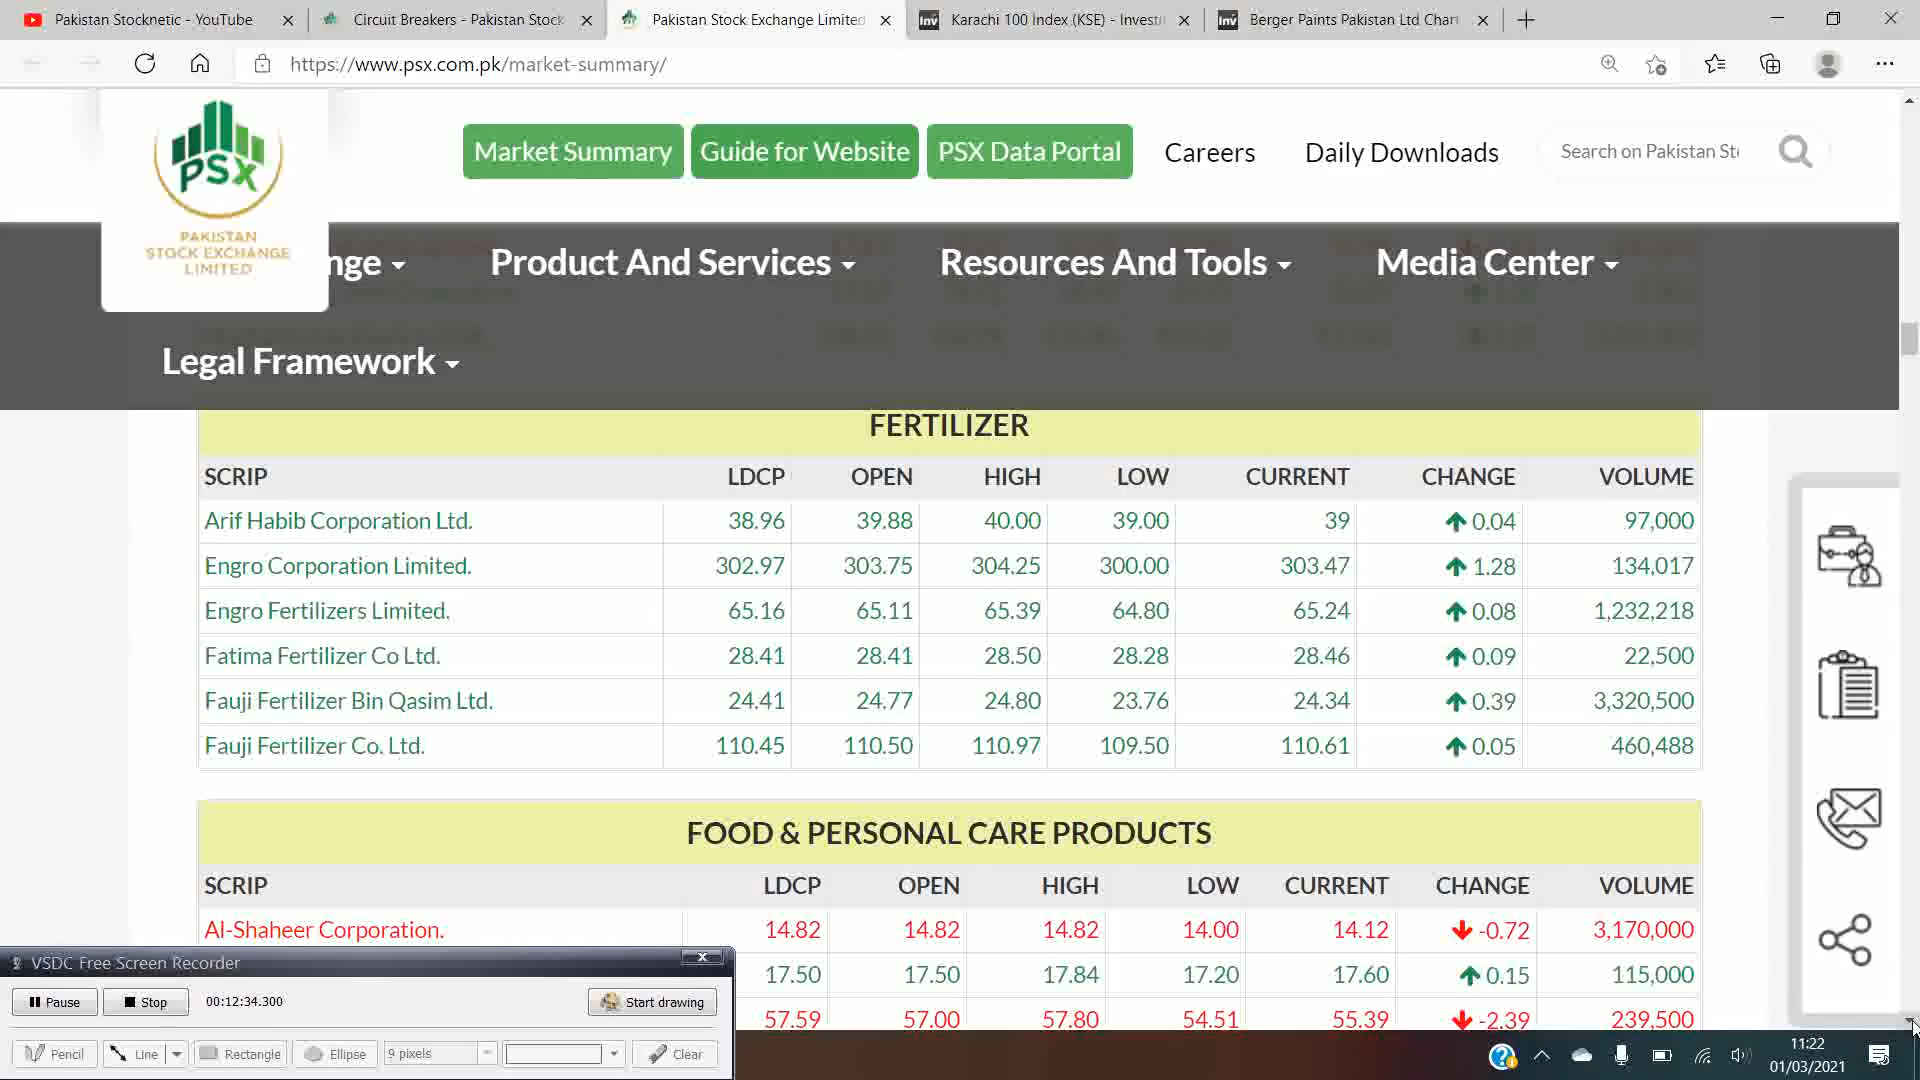 Pakistan Stocknetic - YouTube
Circuit Breakers - Pakistan Stock
Pakistan Stock Exchange Limited
Karachi 100 Index (KSE) - Investi
Berger Paints Pakistan Ltd Chart
https://www.psx.com.pk/market-summary/
PSX
PAKISTAN
STOCK EXCHANGE
LIMITED
Market Summary
Guide for Website
PSX Data Portal
Careers
Daily Downloads
Search on Pakistan Sto
nge
Product And Services
Resources And Tools
Media Center
Legal Framework
FERTILIZER
SCRIP LDCP OPEN HIGH LOW CURRENT CHANGE VOLUME
Arif Habib Corporation Ltd. 38.96 39.88 40.00 39.00 39 0.04 97,000
Engro Corporation Limited. 302.97 303.75 304.25 300.00 303.47 1.28 134,017
Engro Fertilizers Limited. 65.16 65.11 65.39 64.80 65.24 0.08 1,232,218
Fatima Fertilizer Co Ltd. 28.41 28.41 28.50 28.28 28.46 0.09 22,500
Fauji Fertilizer Bin Qasim Ltd. 24.41 24.77 24.80 23.76 24.34 0.39 3,320,500
Fauji Fertilizer Co. Ltd. 110.45 110.50 110.97 109.50 110.61 0.05 460,488
FOOD & PERSONAL CARE PRODUCTS
SCRIP LDCP OPEN HIGH LOW CURRENT CHANGE VOLUME
Al-Shaheer Corporation. 14.82 14.82 14.82 14.00 14.12 -0.72 3,170,000
17.50 17.50 17.84 17.20 17.60 0.15 115,000
57.59 57.00 57.80 54.51 55.39 -2.39 239,500
VSDC Free Screen Recorder
Pause
Stop
00:12:34.300
Start drawing
Pencil
Line
Rectangle
Ellipse
9 pixels
Clear
11:22
01/03/2021